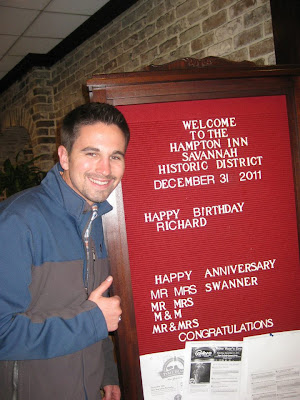 WELCOME
TO THE
HAMPTON INN
SAVANNAH
HISTORIC DISTRICT
DECEMBER 31 2011
HAPPY BIRTHDAY
RICHARD
HAPPY ANNIVERSARY
MR MRS SWANNER
MR MRS
M & M
MR & MRS
CONGRATULATIONS